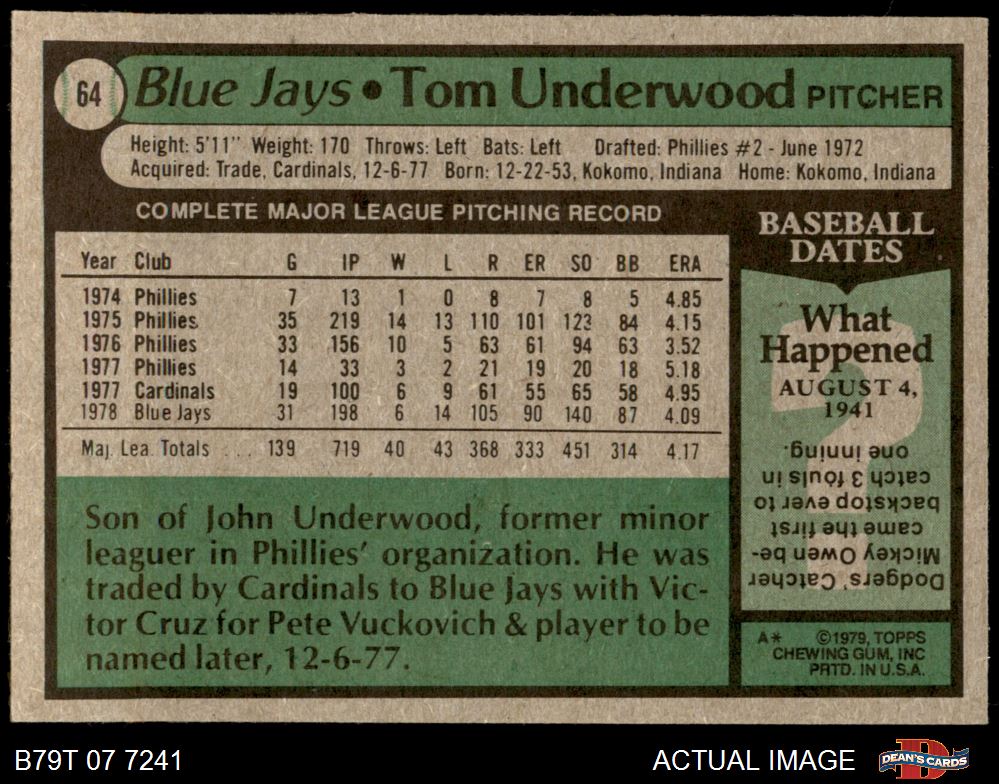 64
Blue Jays • Tom Underwood PITCHER
Height: 5'11" Weight: 170 Throws: Left Bats: Left Drafted: Phillies #2 - June 1972
Acquired: Trade, Cardinals, 12-6-77 Born: 12-22-53, Kokomo, Indiana Home: Kokomo, Indiana
COMPLETE MAJOR LEAGUE PITCHING RECORD
Year Club G IP W L R ER SO BB ERA
1974 Phillies 7 13 1 0 8 7 8 5 4.85
1975 Phillies 35 219 14 13 110 101 123 84 4.15
1976 Phillies 33 156 10 5 63 61 94 63 3.52
1977 Phillies 14 33 3 2 21 19 20 18 5.18
1977 Cardinals 19 100 6 9 61 55 65 58 4.95
1978 Blue Jays 31 198 6 14 105 90 140 87 4.09
Maj. Lea. Totals . . . 139 719 40 43 368 333 451 314 4.17
Son of John Underwood, former minor
leaguer in Phillies' organization. He was
traded by Cardinals to Blue Jays with Vic-
tor Cruz for Pete Vuckovich & player to be
named later, 12-6-77.
BASEBALL
DATES
What
Happened
AUGUST 4,
1941
?
Dodgers' Catcher
Mickey Owen be-
came the first
backstop ever to
catch 3 fouls in
one inning.
A* ©1979, TOPPS
CHEWING GUM, INC
PRTD. IN U.S.A.
B79T 07 7241
ACTUAL IMAGE
D
DEAN'S CARDS